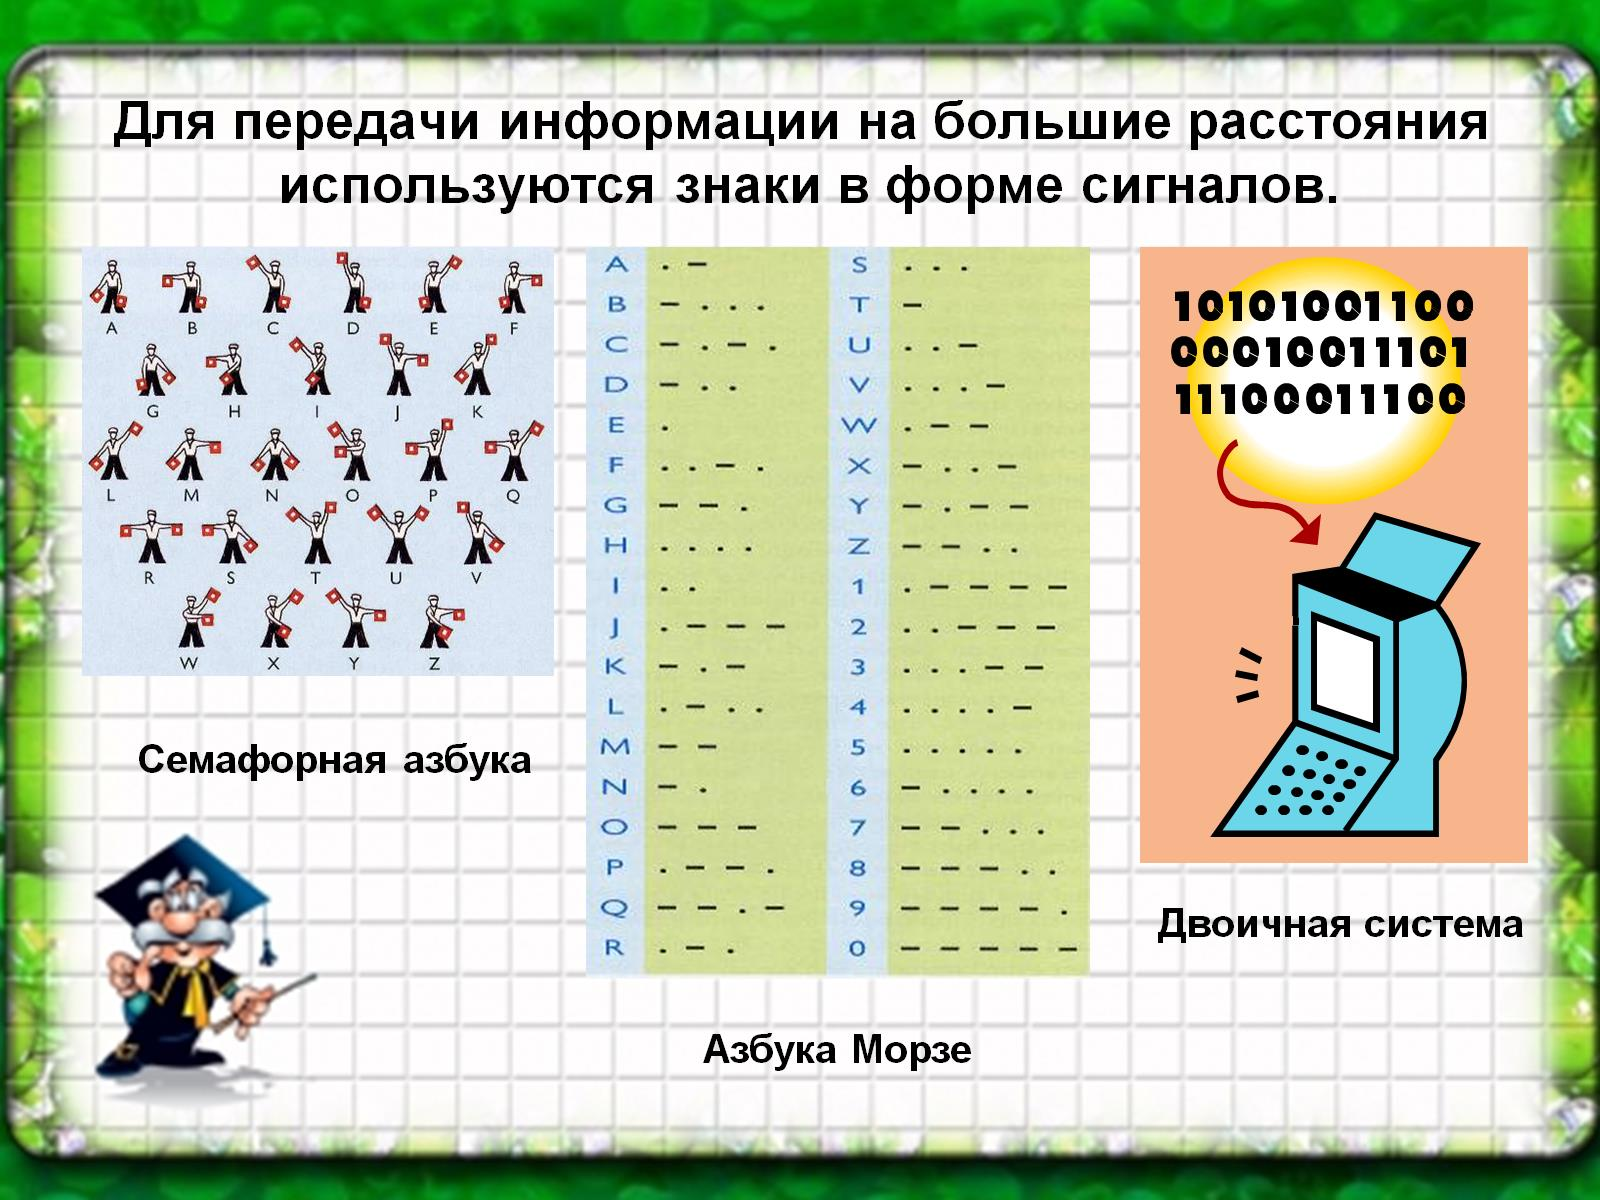 Для передачи информации на большие расстояния
используются знаки в форме сигналов.
A B C D E F
G H I J K
L M N O P Q
R S T U V
W X Y Z
Семафорная азбука
A . –
B – . . .
C – . – .
D – . .
E .
F . . – .
G – – .
H . . . .
I . .
J . – – –
K – . –
L . – . .
M – –
N – .
O – – –
P . – – .
Q – – . –
R . – .
S . . .
T –
U . . –
V . . . –
W . – –
X – . . –
Y – . – –
Z – – . .
1 . – – – –
2 . . – – –
3 . . . – –
4 . . . . –
5 . . . . .
6 – . . . .
7 – – . . .
8 – – – . .
9 – – – – .
0 – – – – –
Азбука Морзе
10101001100
00010011101
11100011100
Двоичная система